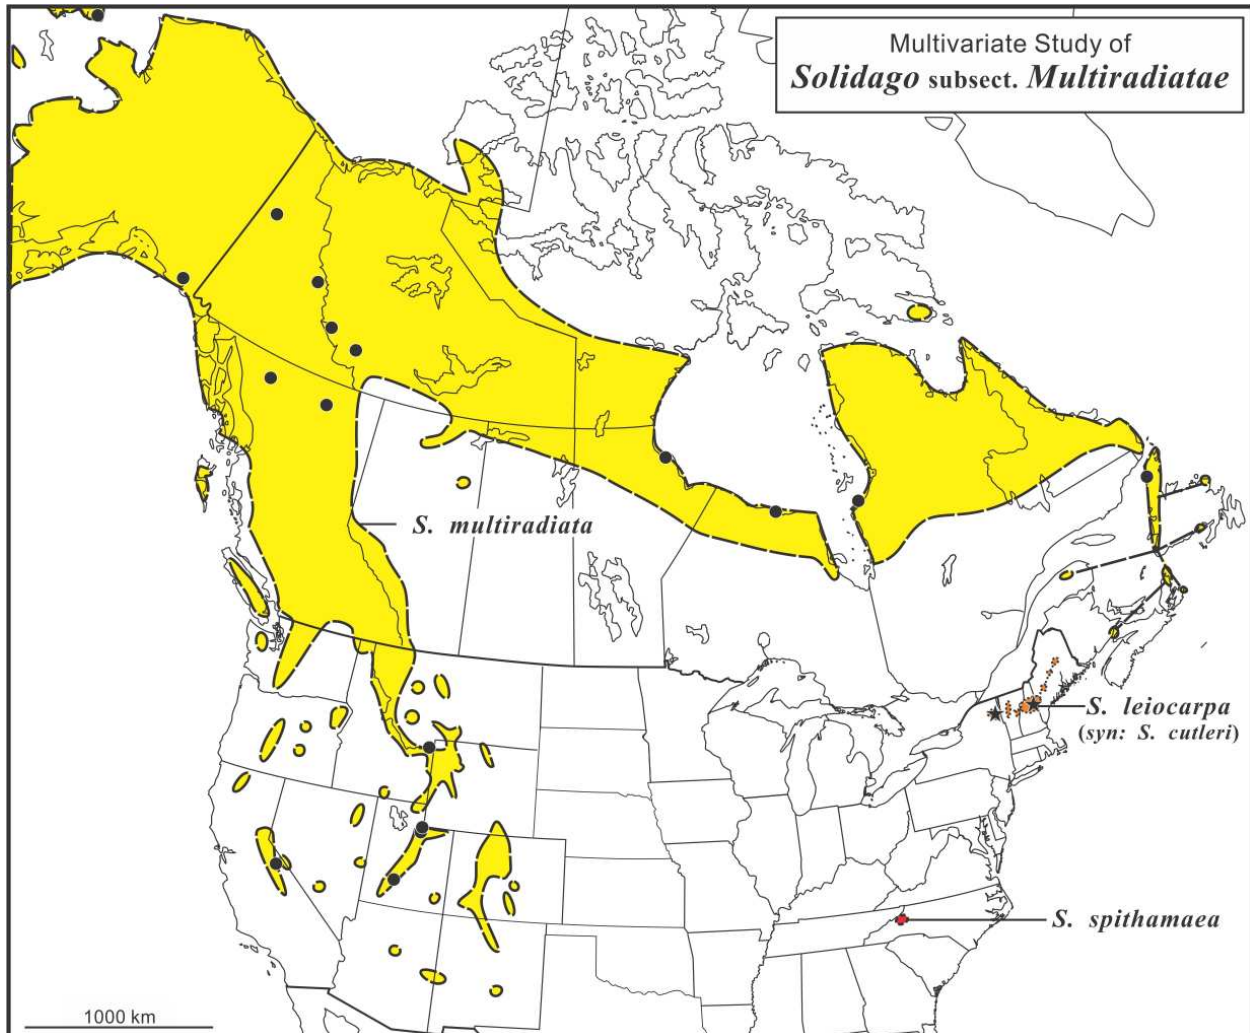 Multivariate Study of
Solidago subsect. Multiradiatae
S. multiradiata
S. leiocarpa
(syn: S. cutleri)
S. spithamaea
1000 km